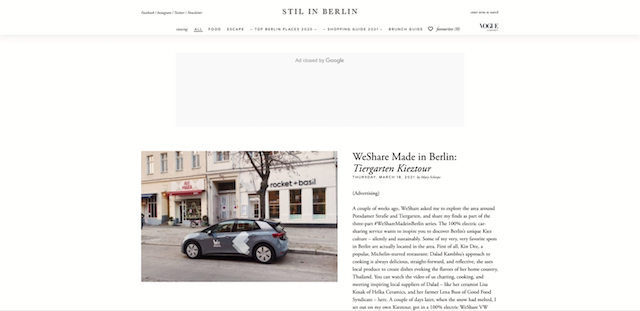 Facebook / Instagram / Twitter / Newsletter
STIL IN BERLIN
enter term to search
viewing ALL FOOD ESCAPE – TOP BERLIN PLACES 2020 – – SHOPPING GUIDE 2021 – BRUNCH GUIDE favourites (0)
VOGUE
Ad closed by Google
rocket+basil
WeShare Made in Berlin:
Tiergarten Kieztour
THURSDAY, MARCH 18, 2021 by Mary Scherpe
(Advertising)
A couple of weeks ago, WeShare asked me to explore the area around
Potsdamer Straße and Tiergarten, and share my finds as part of the
three-part #WeShareMadeinBerlin series. The 100% electric car-
sharing service wants to inspire you to discover Berlin's unique Kiez
culture – silently and sustainably. Some of my very, very favorite spots
in Berlin are actually located in the area. First of all, Kin Dee, a
popular, Michelin-starred restaurant: Dalad Kambhu's approach to
cooking is always delicious, straight-forward, and reflective, she uses
local produce to create dishes evoking the flavors of her home country,
Thailand. You can watch the video of us chatting, cooking, and
meeting inspiring local suppliers of Dalad – like her ceramist Lisa
Kosak of Helka Ceramics, and her farmer Lena Buss of Good Food
Syndicate – here. A couple of days later, when the snow had melted, I
set out on my own Kieztour, got in a 100% electric WeShare VW